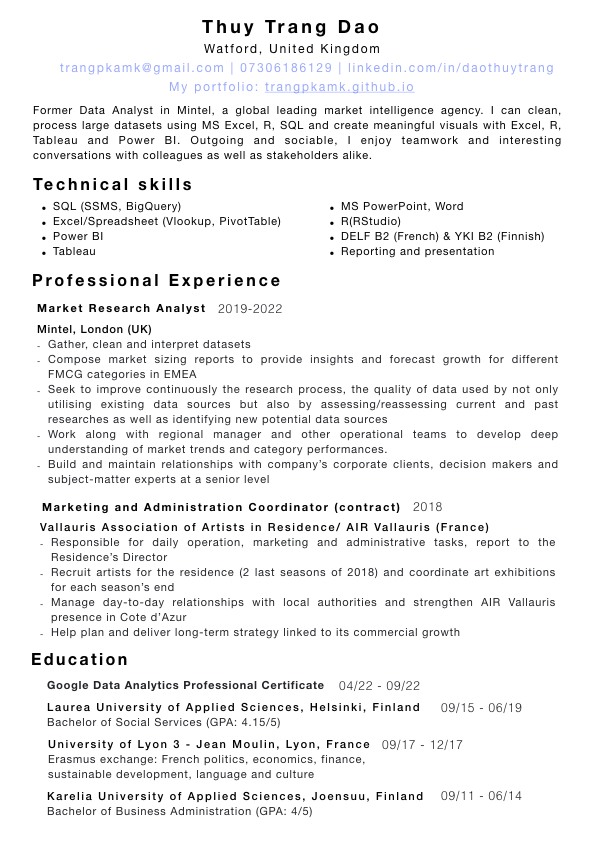 Thuy Trang Dao
Watford, United Kingdom
trangpkamk@gmail.com | 07306186129 | linkedin.com/in/daothuytrang
My portfolio: trangpkamk.github.io
Former Data Analyst in Mintel, a global leading market intelligence agency. I can clean,
process large datasets using MS Excel, R, SQL and create meaningful visuals with Excel, R,
Tableau and Power BI. Outgoing and sociable, I enjoy teamwork and interesting
conversations with colleagues as well as stakeholders alike.
Technical skills
• SQL (SSMS, BigQuery)
• Excel/Spreadsheet (Vlookup, PivotTable)
• Power BI
• Tableau
• MS PowerPoint, Word
• R(RStudio)
• DELF B2 (French) & YKI B2 (Finnish)
• Reporting and presentation
Professional Experience
Market Research Analyst 2019-2022
Mintel, London (UK)
- Gather, clean and interpret datasets
- Compose market sizing reports to provide insights and forecast growth for different
FMCG categories in EMEA
- Seek to improve continuously the research process, the quality of data used by not only
utilising existing data sources but also by assessing/reassessing current and past
researches as well as identifying new potential data sources
- Work along with regional manager and other operational teams to develop deep
understanding of market trends and category performances.
- Build and maintain relationships with company's corporate clients, decision makers and
subject-matter experts at a senior level
Marketing and Administration Coordinator (contract) 2018
Vallauris Association of Artists in Residence/ AIR Vallauris (France)
- Responsible for daily operation, marketing and administrative tasks, report to the
Residence's Director
- Recruit artists for the residence (2 last seasons of 2018) and coordinate art exhibitions
for each season's end
- Manage day-to-day relationships with local authorities and strengthen AIR Vallauris
presence in Cote d'Azur
- Help plan and deliver long-term strategy linked to its commercial growth
Education
Google Data Analytics Professional Certificate 04/22 - 09/22
Laurea University of Applied Sciences, Helsinki, Finland 09/15 - 06/19
Bachelor of Social Services (GPA: 4.15/5)
University of Lyon 3 - Jean Moulin, Lyon, France 09/17 - 12/17
Erasmus exchange: French politics, economics, finance,
sustainable development, language and culture
Karelia University of Applied Sciences, Joensuu, Finland 09/11 - 06/14
Bachelor of Business Administration (GPA: 4/5)